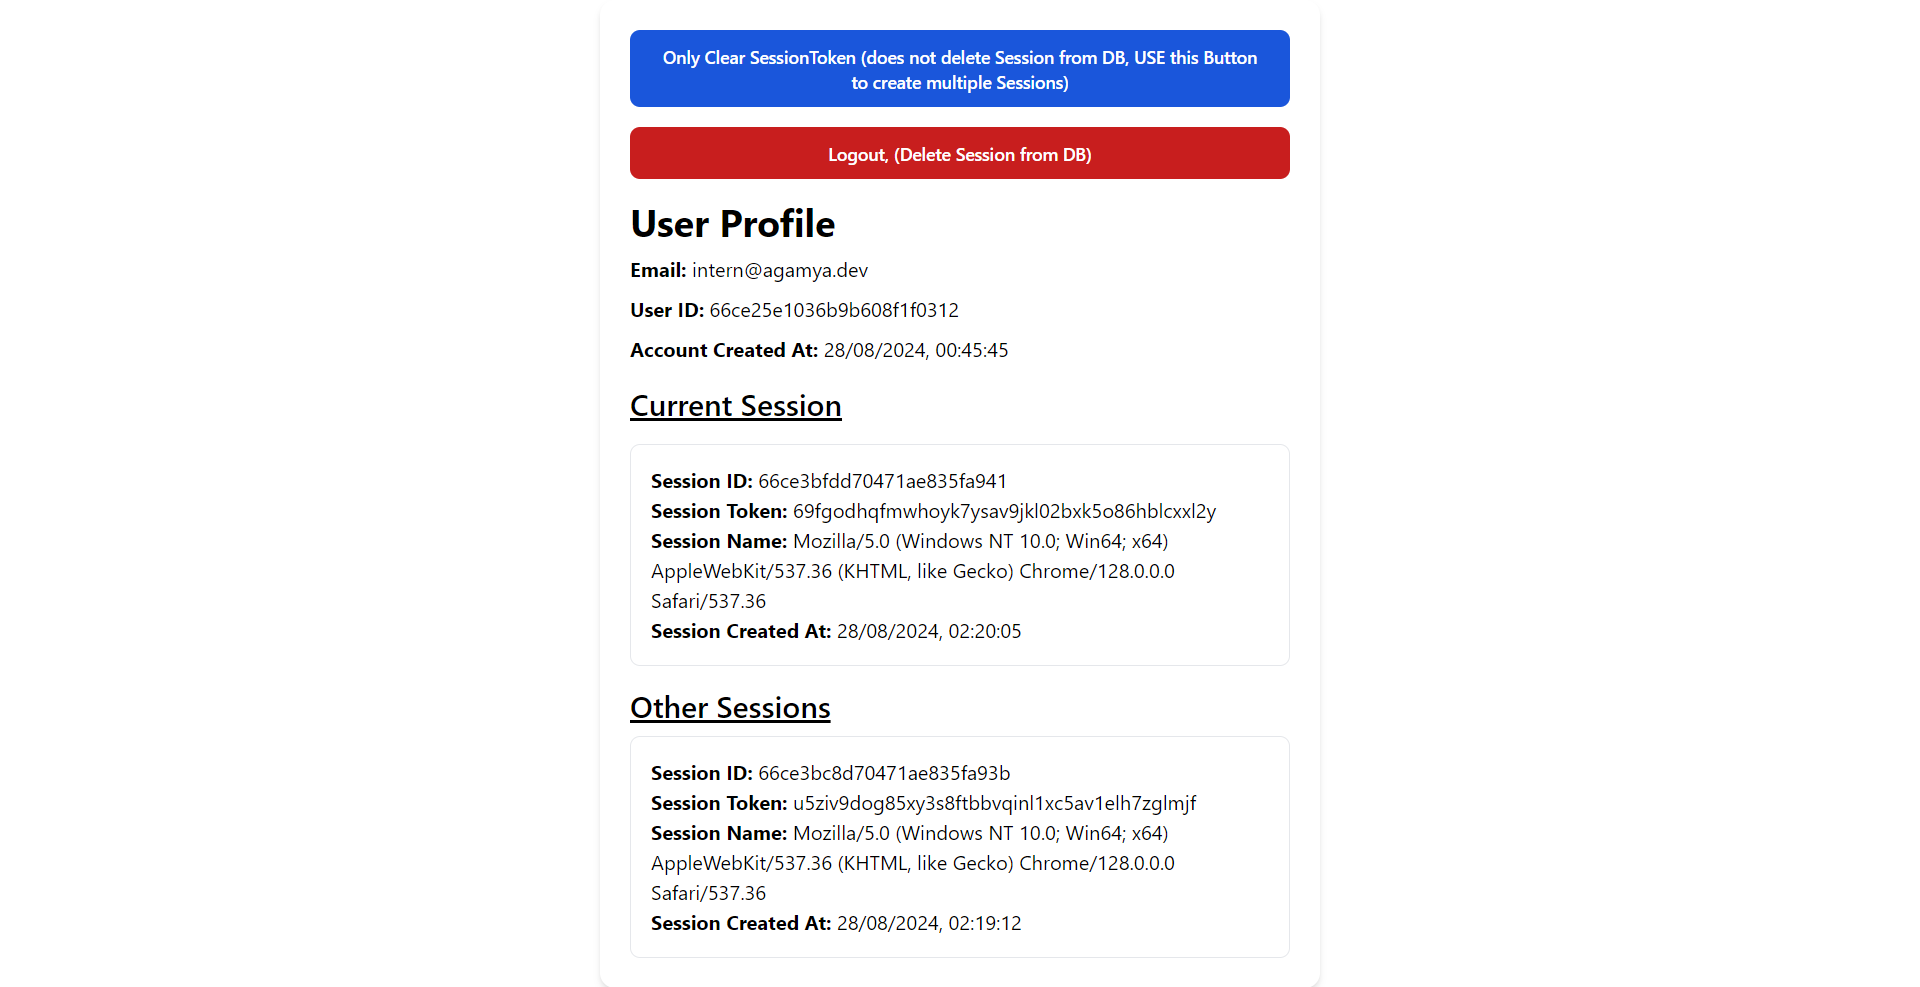 Only Clear SessionToken (does not delete Session from DB, USE this Button
to create multiple Sessions)
Logout, (Delete Session from DB)
User Profile
Email: intern@agamya.dev
User ID: 66ce25e1036b9b608f1f0312
Account Created At: 28/08/2024, 00:45:45
Current Session
Session ID: 66ce3bfdd70471ae835fa941
Session Token: 69fgodhqfmwhoyk7ysav9jkl02bxk5o86hblcxxl2y
Session Name: Mozilla/5.0 (Windows NT 10.0; Win64; x64)
AppleWebKit/537.36 (KHTML, like Gecko) Chrome/128.0.0.0
Safari/537.36
Session Created At: 28/08/2024, 02:20:05
Other Sessions
Session ID: 66ce3bc8d70471ae835fa93b
Session Token: u5ziv9dog85xy3s8ftbbvqinl1xc5av1elh7zglmjf
Session Name: Mozilla/5.0 (Windows NT 10.0; Win64; x64)
AppleWebKit/537.36 (KHTML, like Gecko) Chrome/128.0.0.0
Safari/537.36
Session Created At: 28/08/2024, 02:19:12